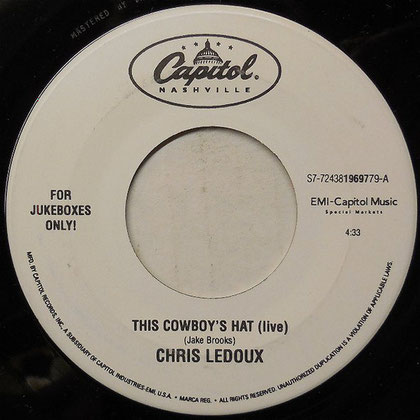 MASTERED AT
Capitol®
NASHVILLE
FOR
JUKEBOXES
ONLY!
S7-724381969779-A
EMI-Capitol Music
Special Markets
4:33
THIS COWBOY'S HAT (live)
(Jake Brooks)
CHRIS LEDOUX
MFD. BY CAPITOL RECORDS, INC., A SUBSIDIARY OF CAPITOL INDUSTRIES-EMI, U.S.A. • MARCA REG. • ALL RIGHTS RESERVED. UNAUTHORIZED DUPLICATION IS A VIOLATION OF APPLICABLE LAWS.